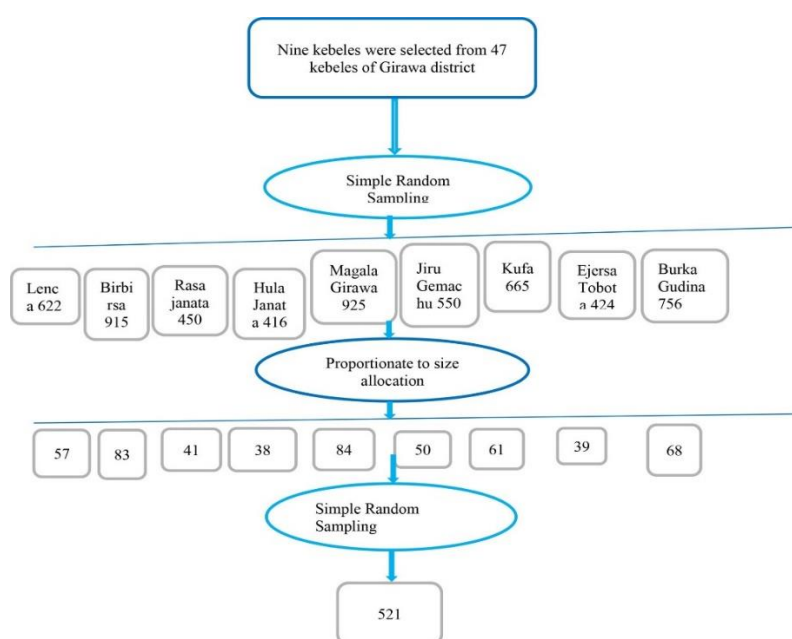 Nine kebeles were selected from 47
kebeles of Girawa district
Simple Random
Sampling
Lenc
a 622
Birbi
rsa
915
Rasa
janata
450
Hula
Janat
a 416
Magala
Girawa
925
Jiru
Gemac
hu 550
Kufa
665
Ejersa
Tobot
a 424
Burka
Gudina
756
Proportionate to size
allocation
57
83
41
38
84
50
61
39
68
Simple Random
Sampling
521